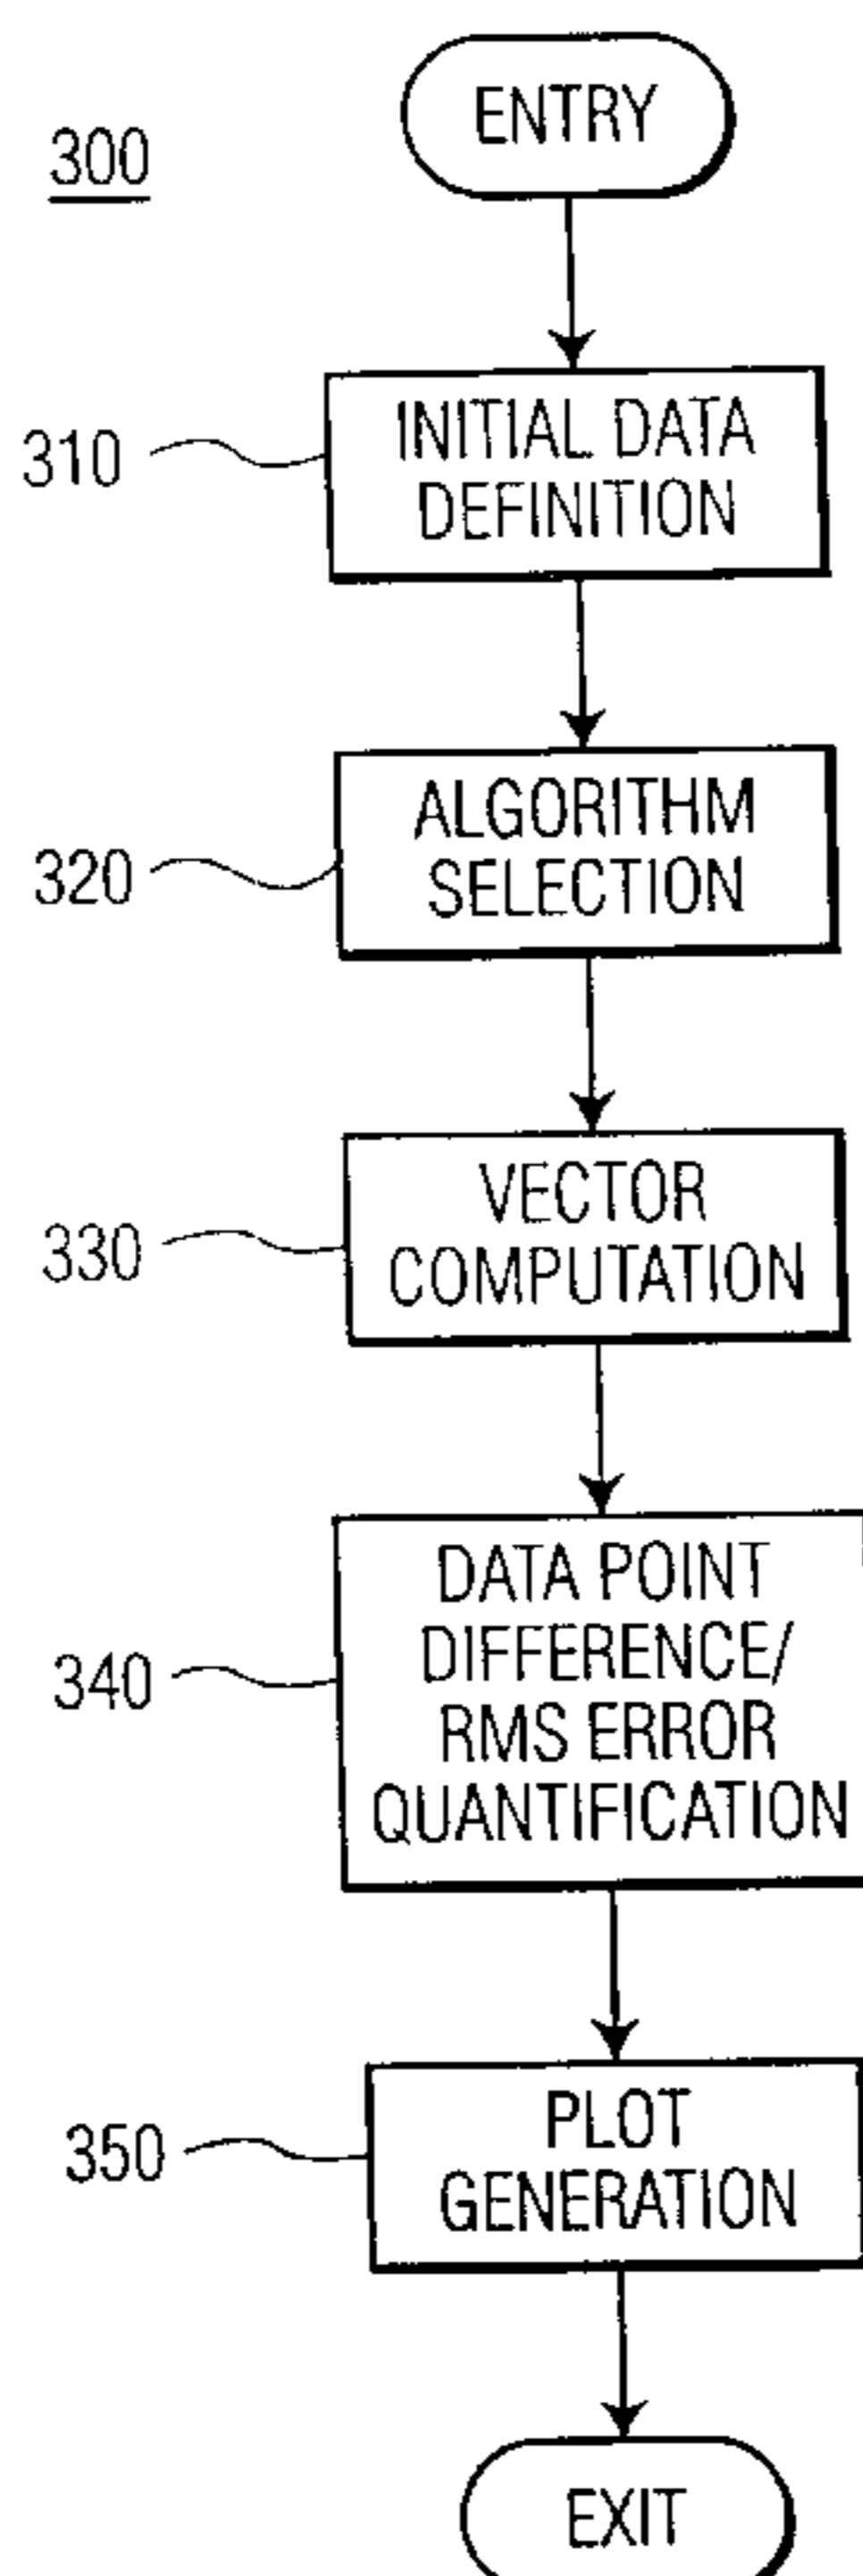 300
ENTRY
310
INITIAL DATA
DEFINITION
320
ALGORITHM
SELECTION
330
VECTOR
COMPUTATION
340
DATA POINT
DIFFERENCE/
RMS ERROR
QUANTIFICATION
350
PLOT
GENERATION
EXIT